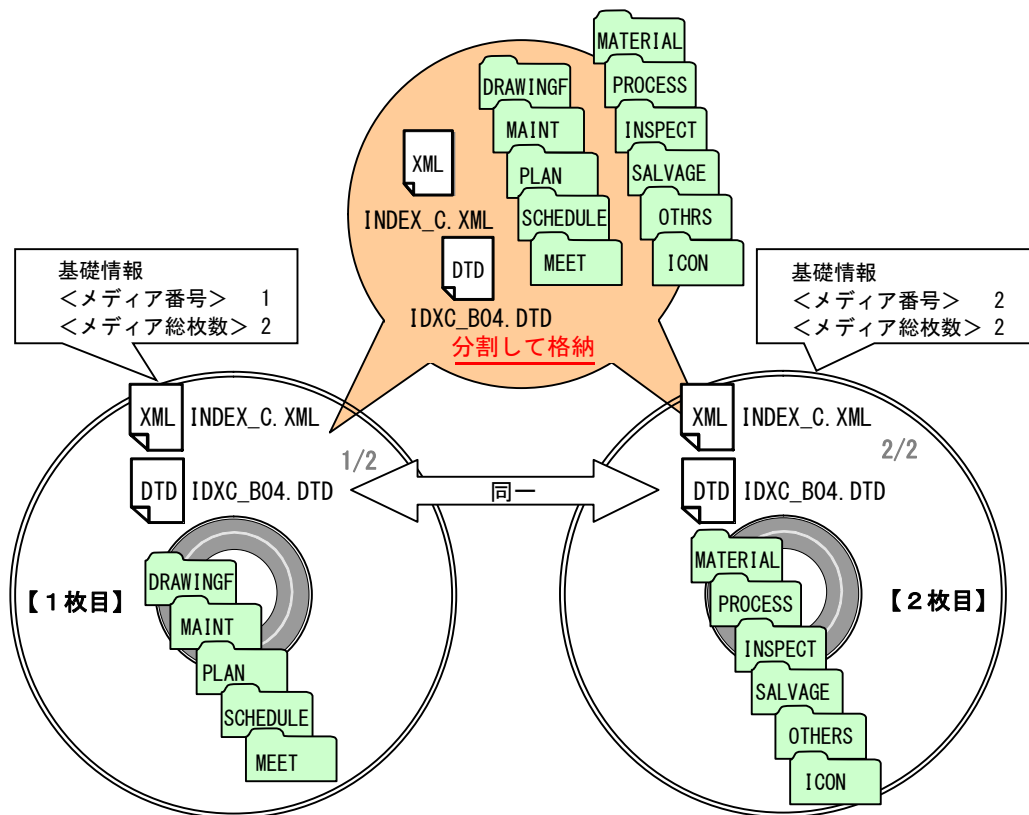 MATERIAL
DRAWINGF
PROCESS
MAINT
INSPECT
XML
PLAN
SALVAGE
INDEX_C.XML
SCHEDULE
OTHRS
DTD
MEET
ICON
IDXC_B04.DTD
分割して格納
基礎情報
<メディア番号> 1
<メディア総枚数> 2
基礎情報
<メディア番号> 2
<メディア総枚数> 2
XML INDEX_C.XML
1/2
DTD IDXC_B04.DTD
同一
XML INDEX_C.XML
2/2
DTD IDXC_B04.DTD
【1枚目】
DRAWINGF
MAINT
PLAN
SCHEDULE
MEET
【2枚目】
MATERIAL
PROCESS
INSPECT
SALVAGE
OTHERS
ICON